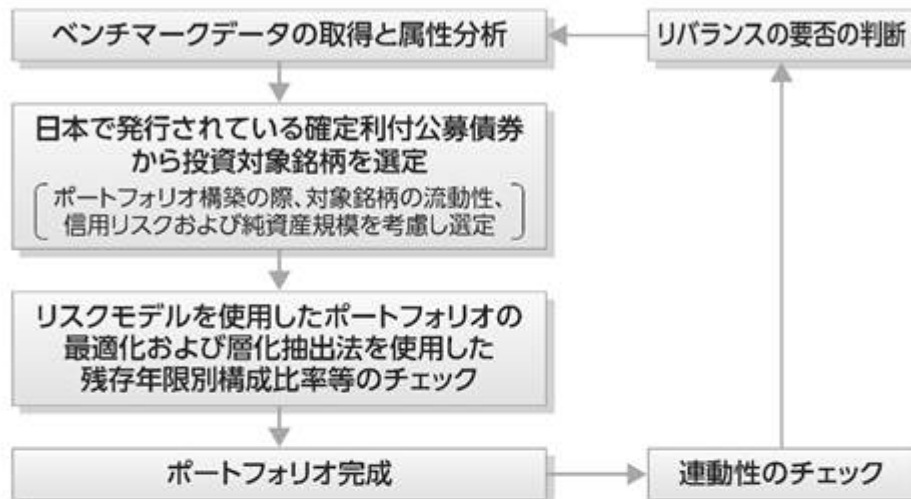 ベンチマークデータの取得と属性分析
リバランスの要否の判断
日本で発行されている確定利付公募債券
から投資対象銘柄を選定
ポートフォリオ構築の際、対象銘柄の流動性、
信用リスクおよび純資産規模を考慮し選定
リスクモデルを使用したポートフォリオの
最適化および層化抽出法を使用した
残存年限別構成比率等のチェック
ポートフォリオ完成
連動性のチェック